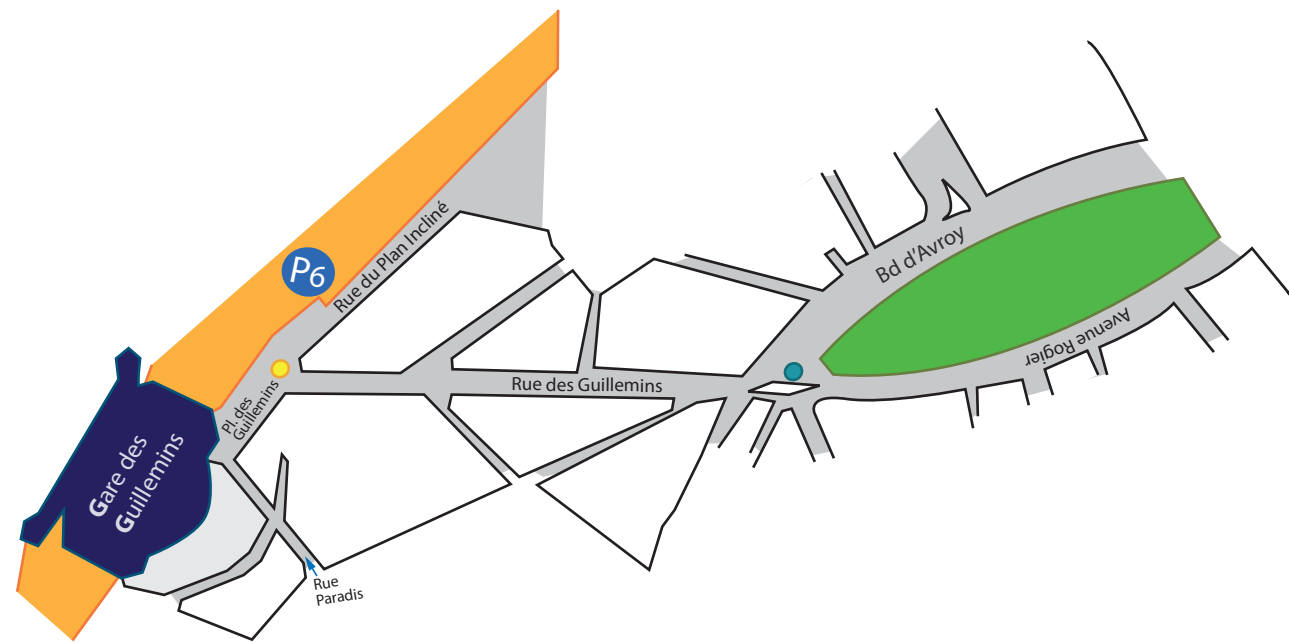 P6
Rue du Plan Incliné
Bd d'Avroy
Avenue Rogier
Rue des Guillemins
Pl. des
Guillemins
Gare des
Guillemins
Rue
Paradis